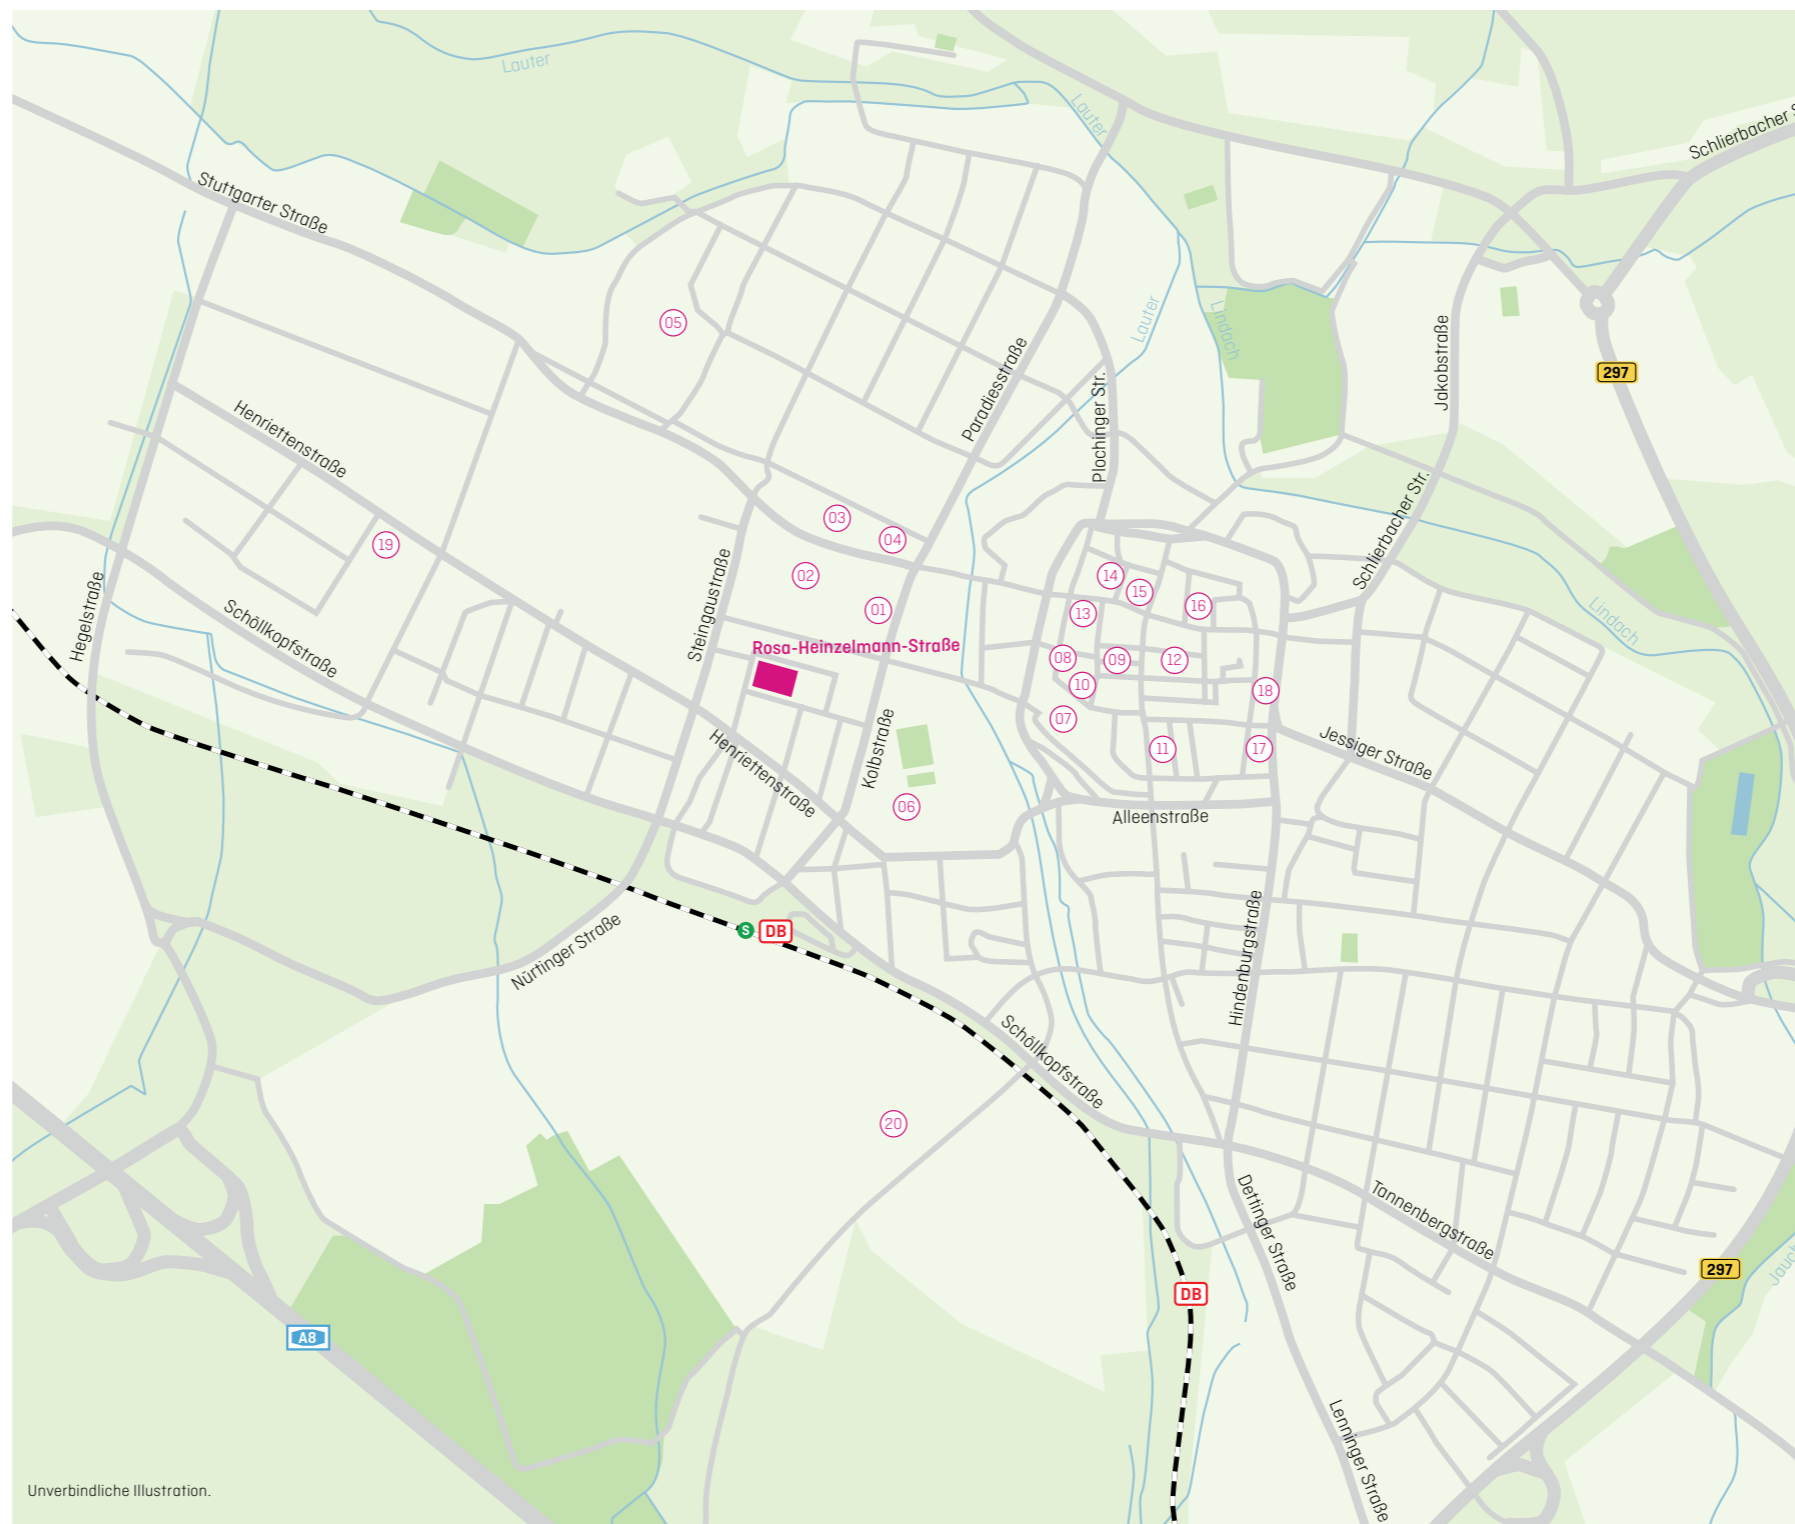 Lauter
Lauter
Schlierbacher S
Stuttgarter Straße
Lauter
Lindach
05
Paradiesstraße
Plochinger Str.
Jakobstraße
297
Henriettenstraße
Schlierbacher Str.
03
04
19
Steingaustraße
02
01
14
15
16
13
Hegelstraße
Schöllkopfstraße
Lindach
Rosa-Heinzelmann-Straße
08
09
12
10
18
07
11
17
Kolbstraße
Henriettenstraße
Jessiger Straße
06
Alleenstraße
S
DB
Nürtinger Straße
Hindenburgstraße
Schöllkopfstraße
20
Dettinger Straße
Tannenbergstraße
297
Jauch
DB
A8
Lenninger Straße
Unverbindliche Illustration.